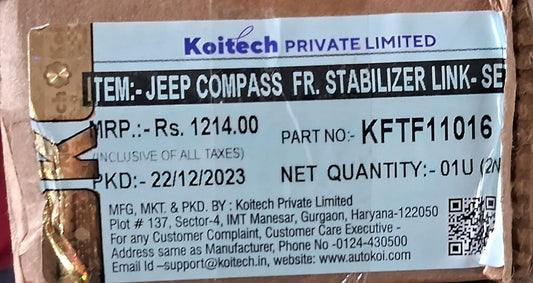 Koitech PRIVATE LIMITED
ITEM:- JEEP COMPASS FR. STABILIZER LINK- SE
MRP.:- Rs. 1214.00
PART NO:- KFTF11016
(INCLUSIVE OF ALL TAXES)
PKD:- 22/12/2023
NET QUANTITY:- 01U (2N
MFG, MKT. & PKD. BY : Koitech Private Limited
Plot # 137, Sector-4, IMT Manesar, Gurgaon, Haryana-122050
For any Customer Complaint, Customer Care Executive -
Address same as Manufacturer, Phone No -0124-430500
Email Id –support@koitech.in, website: www.autokoi.com